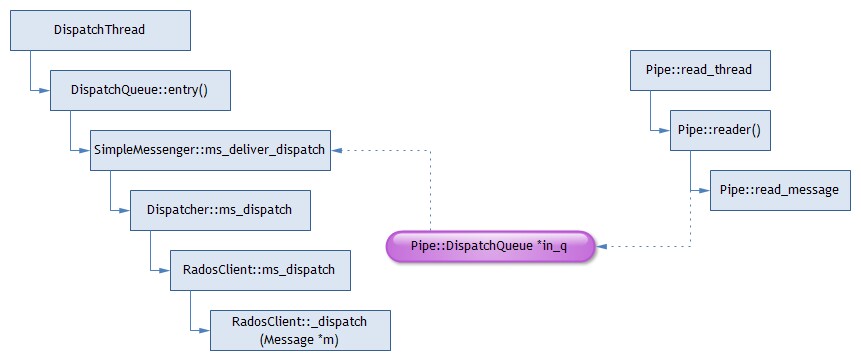 DispatchThread
DispatchQueue::entry()
SimpleMessenger::ms_deliver_dispatch
Dispatcher::ms_dispatch
RadosClient::ms_dispatch
RadosClient::_dispatch
(Message *m)
Pipe::DispatchQueue *in_q
Pipe::read_thread
Pipe::reader()
Pipe::read_message